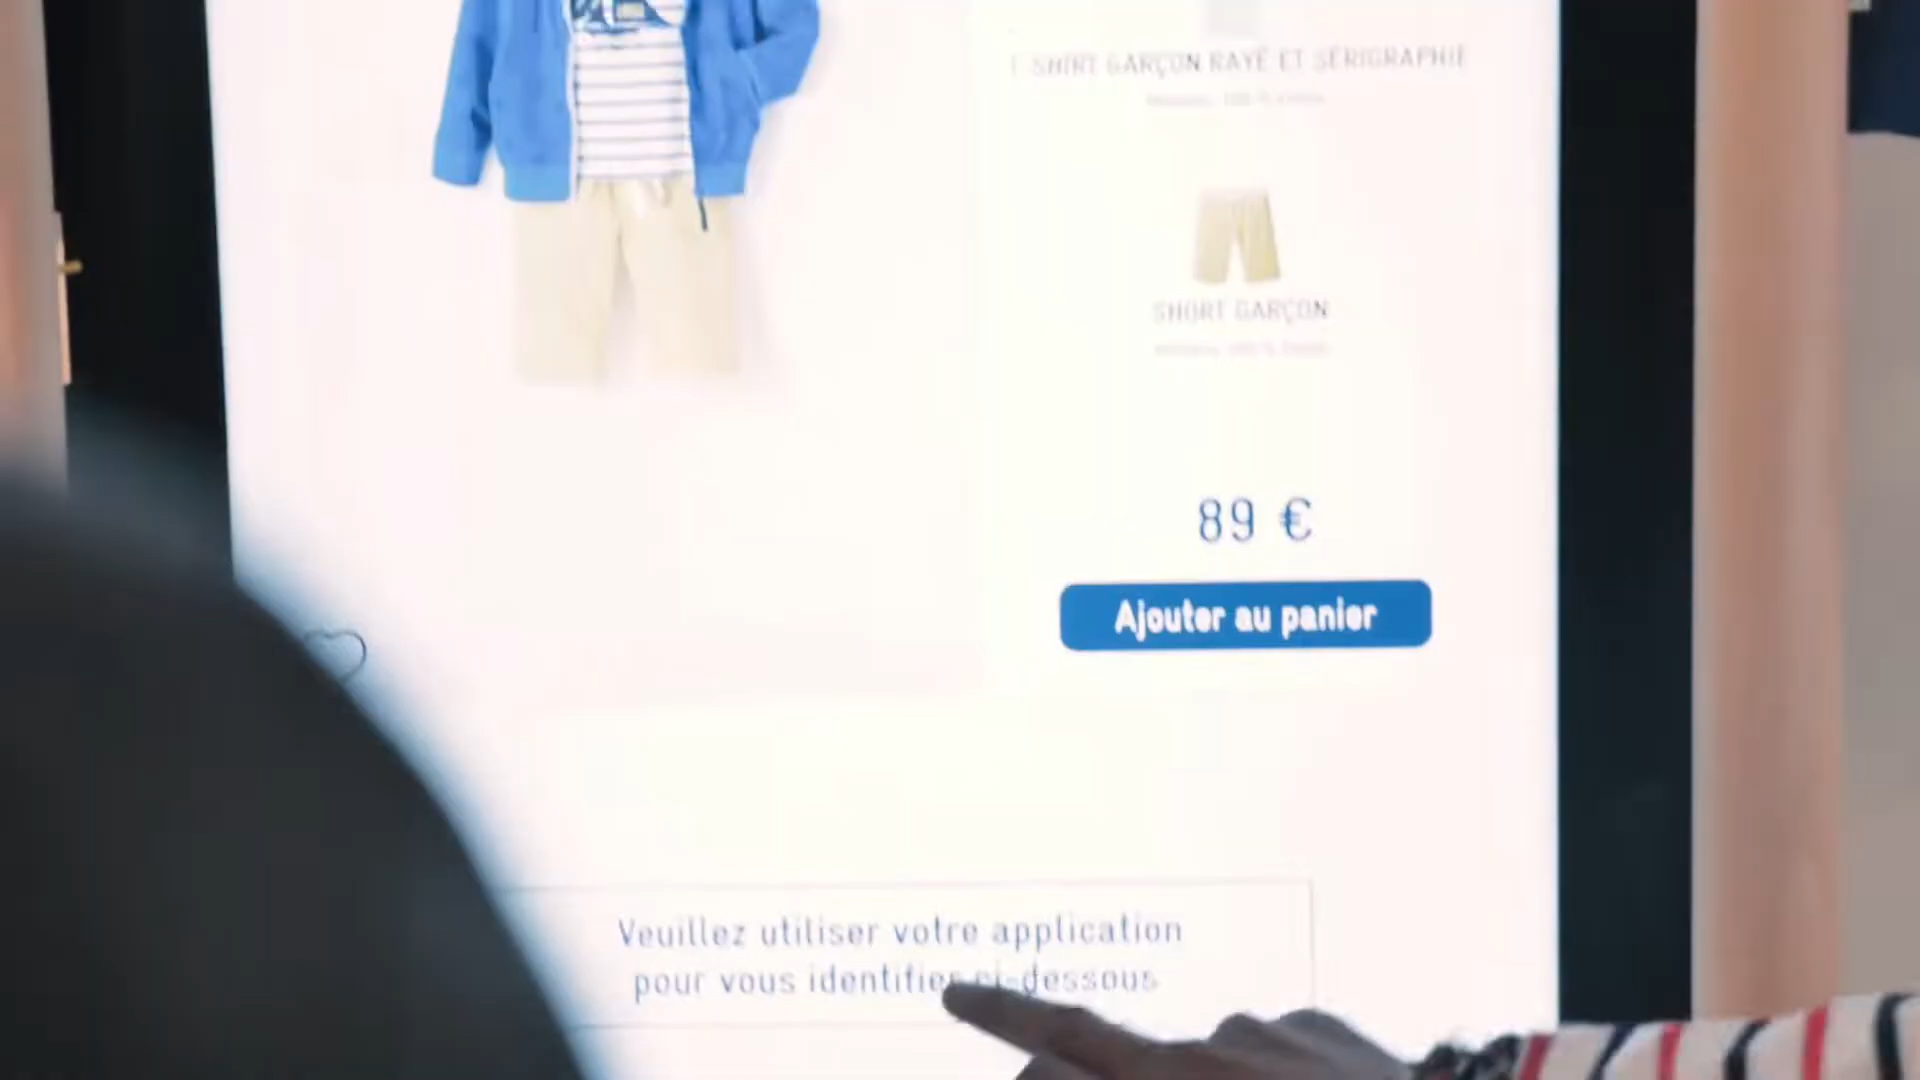 T-SHIRT GARÇON RAYÉ ET SÉRIGRAPHIÉ
SHORT GARÇON
89 €
Ajouter au panier
Veuillez utiliser votre application
pour vous identifier ci-dessous